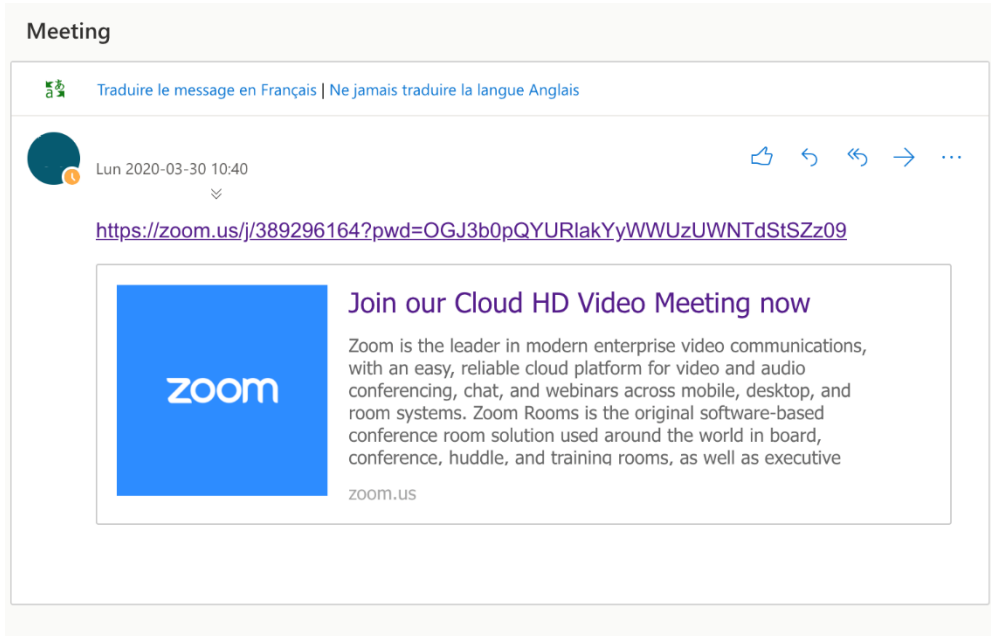 Meeting
Traduire le message en Français | Ne jamais traduire la langue Anglais
Lun 2020-03-30 10:40
https://zoom.us/j/389296164?pwd=OGJ3b0pQYURlakYyWWUzUWNTdStSZz09
Join our Cloud HD Video Meeting now
zoom
Zoom is the leader in modern enterprise video communications,
with an easy, reliable cloud platform for video and audio
conferencing, chat, and webinars across mobile, desktop, and
room systems. Zoom Rooms is the original software-based
conference room solution used around the world in board,
conference, huddle, and training rooms, as well as executive
zoom.us